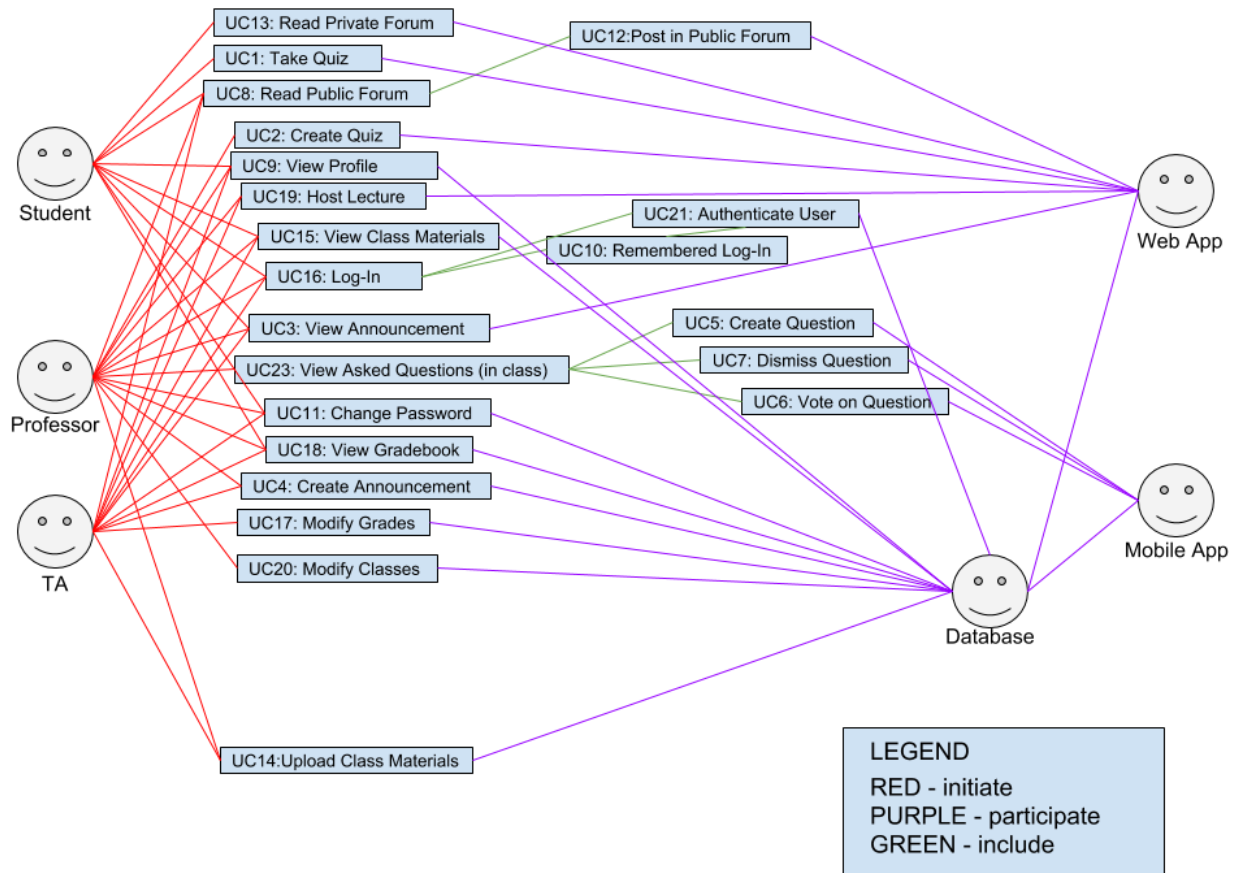 UC13: Read Private Forum
UC12:Post in Public Forum
UC1: Take Quiz
UC8: Read Public Forum
UC2: Create Quiz
UC9: View Profile
UC19: Host Lecture
Student
UC21: Authenticate User
Web App
UC15: View Class Materials
UC10: Remembered Log-In
UC16: Log-In
UC3: View Announcement
UC5: Create Question
UC23: View Asked Questions (in class)
UC7: Dismiss Question
UC6: Vote on Question
UC11: Change Password
Professor
UC18: View Gradebook
UC4: Create Announcement
UC17: Modify Grades
Mobile App
UC20: Modify Classes
TA
Database
UC14:Upload Class Materials
LEGEND
RED - initiate
PURPLE - participate
GREEN - include